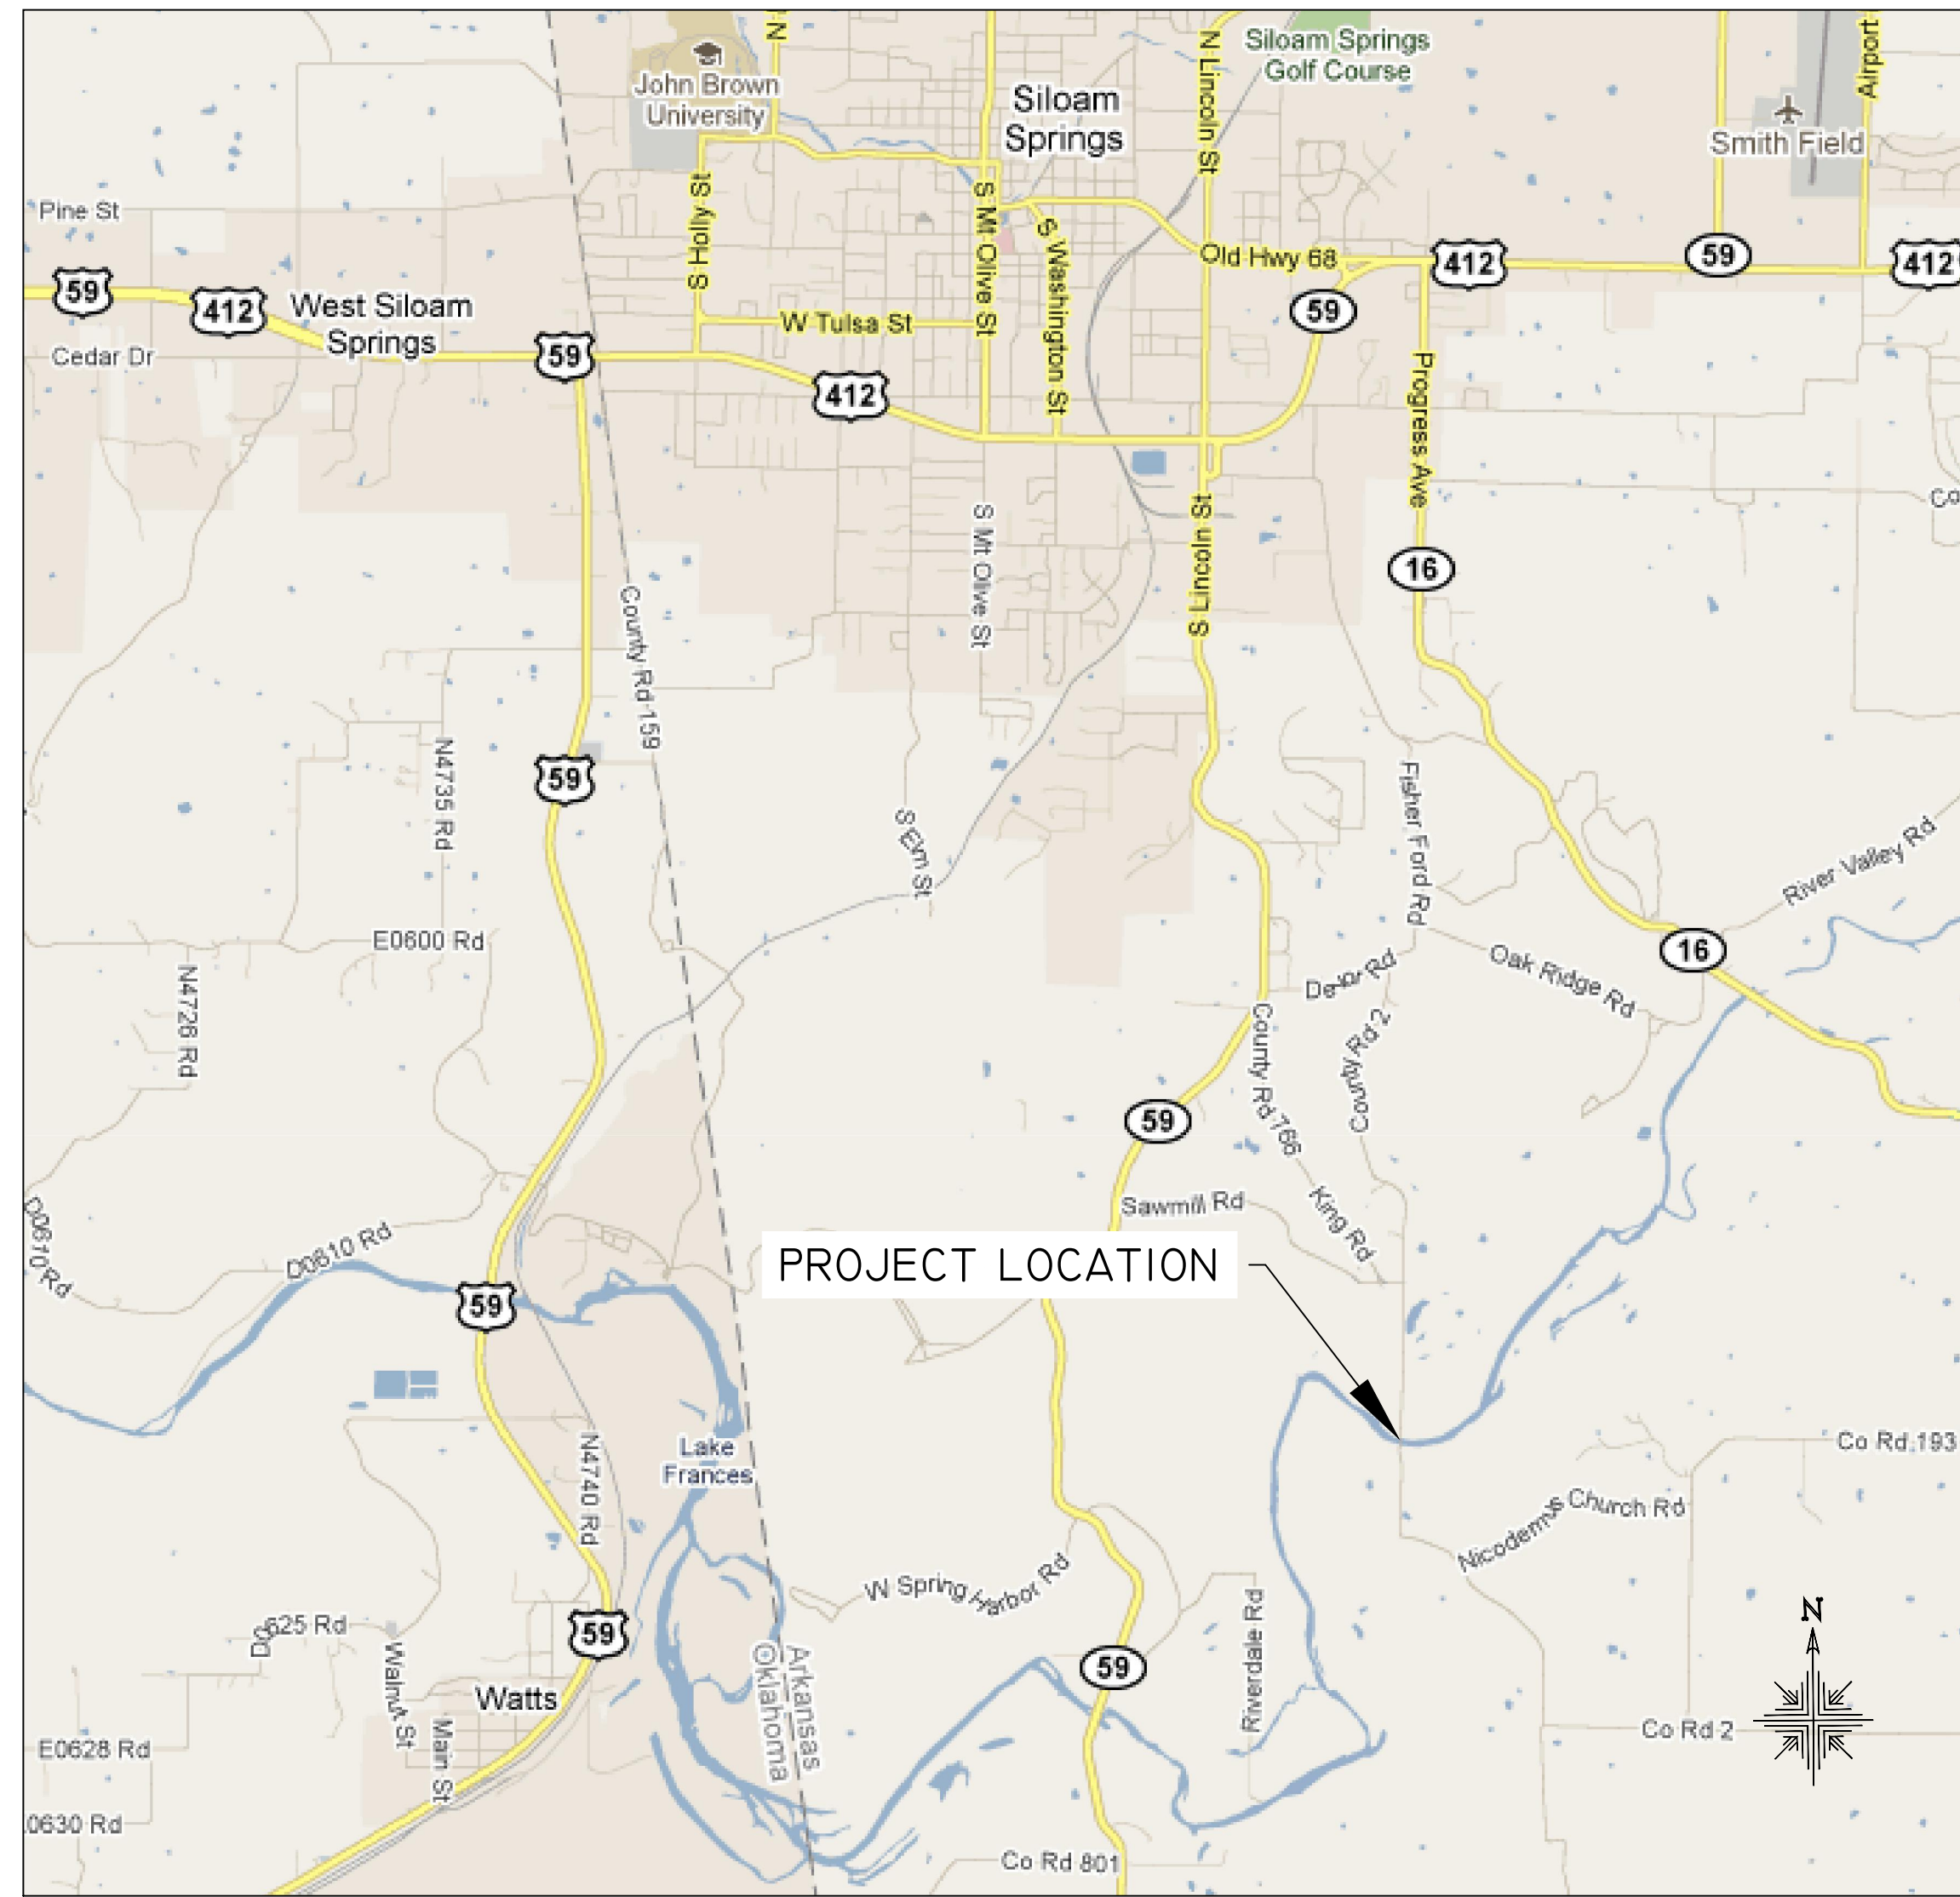 N
N Lincoln St
Siloam Springs
Golf Course
Airport
John Brown
University
Siloam
Springs
Smith Field
Pine St
S Holly St
S Mt Olive St
S Washington St
Old Hwy 68
412
59
412
59
412
West Siloam
Springs
59
W Tulsa St
Cedar Dr
59
412
Progress Ave
Co
S Mt Olive St
S Lincoln St
16
County Rd 159
N4735 Rd
59
Fisher Ford Rd
S Elm St
River Valley Rd
E0600 Rd
16
Oak Ridge Rd
N4726 Rd
County Rd 2
County Rd 766
59
Sawmill Rd
King Rd
D0610 Rd
D0610 Rd
PROJECT LOCATION
59
Lake
Frances
N4740 Rd
Co Rd 193
Nicodemus Church Rd
W Spring Harbor Rd
Riverdale Rd
N
D0625 Rd
59
Walnut St
Watts
Arkansas
Oklahoma
59
Main St
E0628 Rd
Co Rd 2
0630 Rd
Co Rd 801